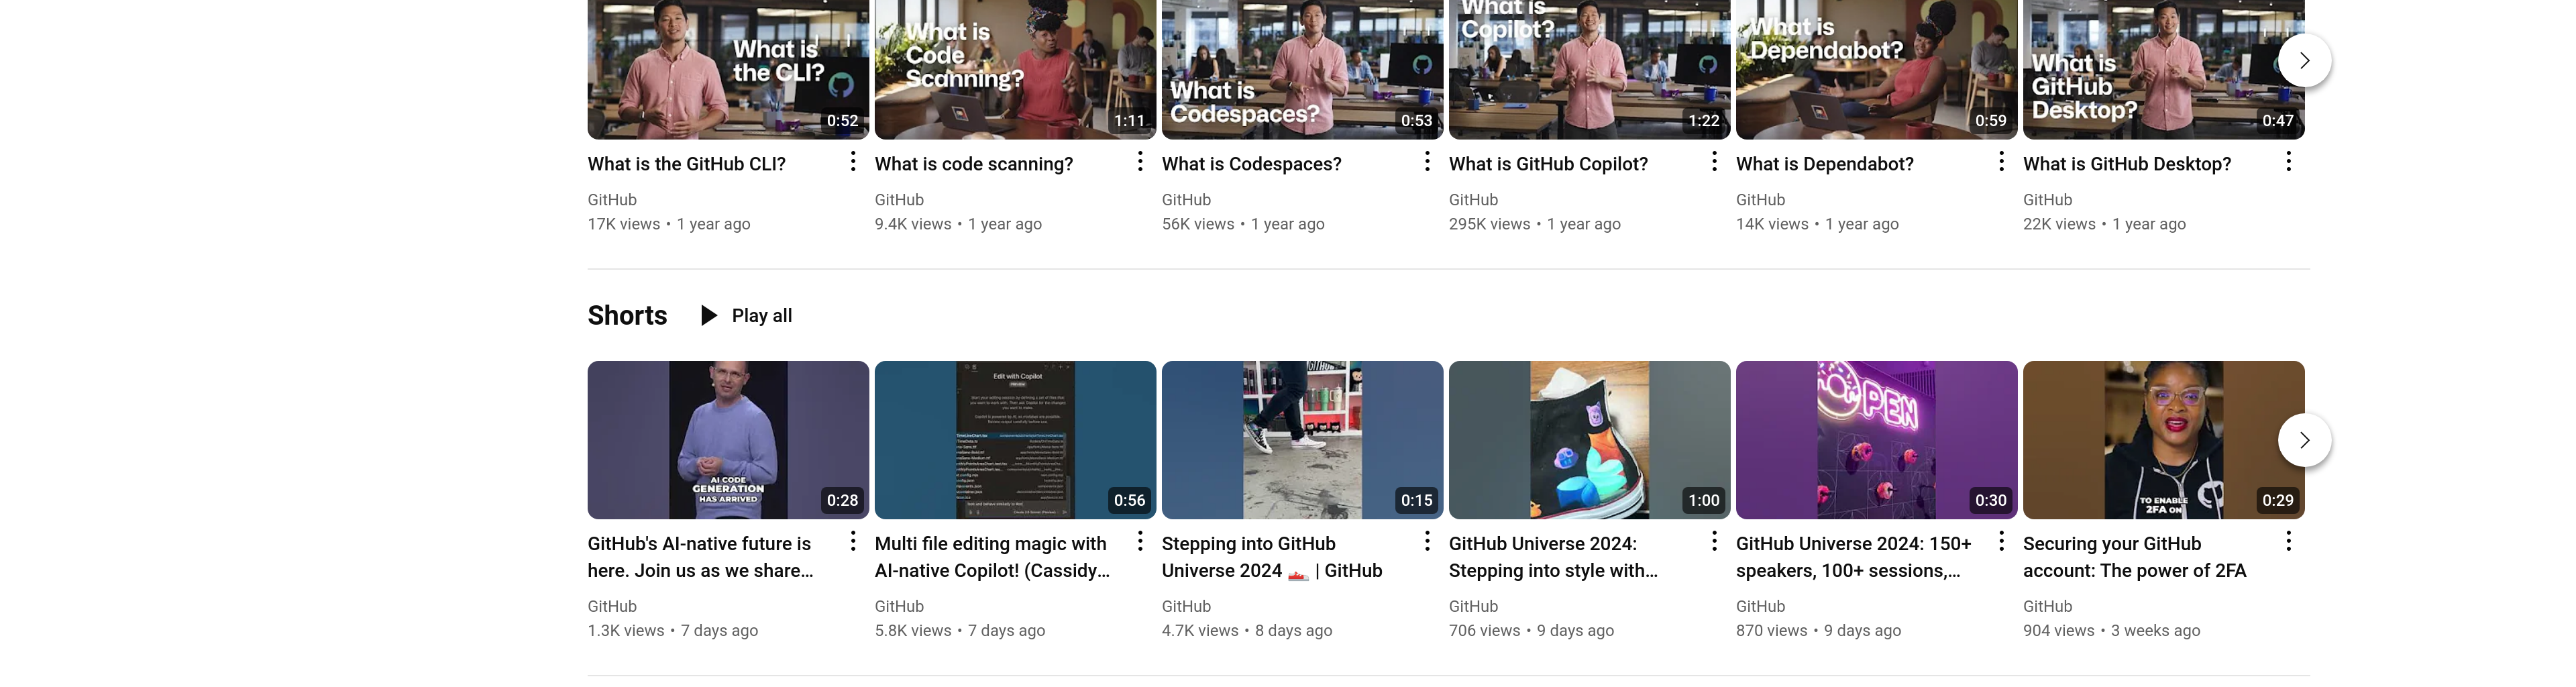 What is
the CLI?
0:52
What is
Code
Scanning?
1:11
What is
Codespaces?
0:53
What is
Copilot?
1:22
What is
Dependabot?
0:59
What is
GitHub
Desktop?
0:47
What is the GitHub CLI?
GitHub
17K views • 1 year ago
What is code scanning?
GitHub
9.4K views • 1 year ago
What is Codespaces?
GitHub
56K views • 1 year ago
What is GitHub Copilot?
GitHub
295K views • 1 year ago
What is Dependabot?
GitHub
14K views • 1 year ago
What is GitHub Desktop?
GitHub
22K views • 1 year ago
Shorts
Play all
AI CODE
GENERATION
HAS ARRIVED
0:28
Edit with Copilot
0:56
0:15
1:00
OPEN
0:30
TO ENABLE
2FA ON
0:29
GitHub's AI-native future is
here. Join us as we share...
GitHub
1.3K views • 7 days ago
Multi file editing magic with
AI-native Copilot! (Cassidy...
GitHub
5.8K views • 7 days ago
Stepping into GitHub
Universe 2024 👟 | GitHub
GitHub
4.7K views • 8 days ago
GitHub Universe 2024:
Stepping into style with...
GitHub
706 views • 9 days ago
GitHub Universe 2024: 150+
speakers, 100+ sessions,...
GitHub
870 views • 9 days ago
Securing your GitHub
account: The power of 2FA
GitHub
904 views • 3 weeks ago